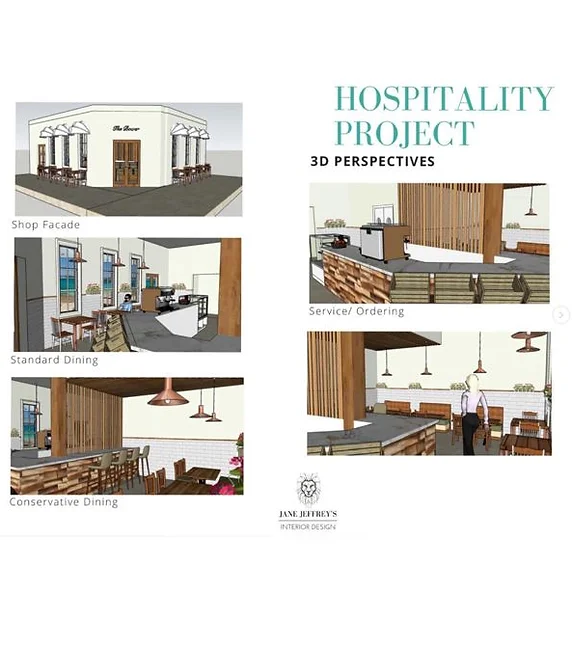 HOSPITALITY
PROJECT
3D PERSPECTIVES
Shop Facade
Standard Dining
Conservative Dining
Service/ Ordering
JANE JEFFREY'S
INTERIOR DESIGN